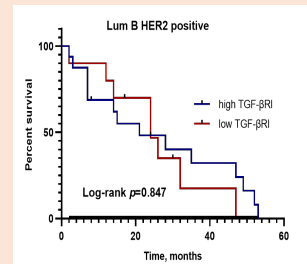 Lum B HER2 positive
Percent survival
100
50
0
high TGF-βRI
low TGF-βRI
Log-rank p=0.847
0
20
40
60
Time, months